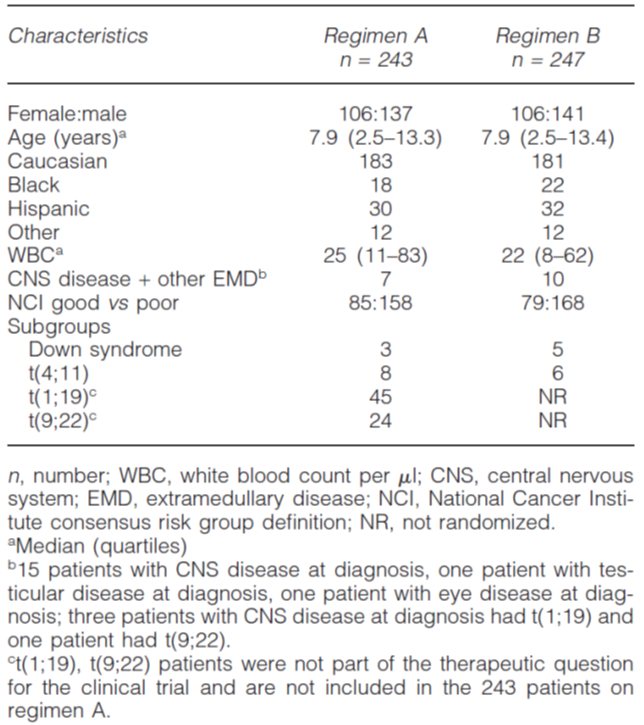 Characteristics Regimen A Regimen B
n = 243 n = 247
Female:male 106:137 106:141
Age (years)a 7.9 (2.5–13.3) 7.9 (2.5–13.4)
Caucasian 183 181
Black 18 22
Hispanic 30 32
Other 12 12
WBCa 25 (11–83) 22 (8–62)
CNS disease + other EMDb 7 10
NCI good vs poor 85:158 79:168
Subgroups
Down syndrome 3 5
t(4;11) 8 6
t(1;19)c 45 NR
t(9;22)c 24 NR
n, number; WBC, white blood count per μl; CNS, central nervous
system; EMD, extramedullary disease; NCI, National Cancer Insti-
tute consensus risk group definition; NR, not randomized.
aMedian (quartiles)
b15 patients with CNS disease at diagnosis, one patient with tes-
ticular disease at diagnosis, one patient with eye disease at diag-
nosis; three patients with CNS disease at diagnosis had t(1;19) and
one patient had t(9;22).
ct(1;19), t(9;22) patients were not part of the therapeutic question
for the clinical trial and are not included in the 243 patients on
regimen A.